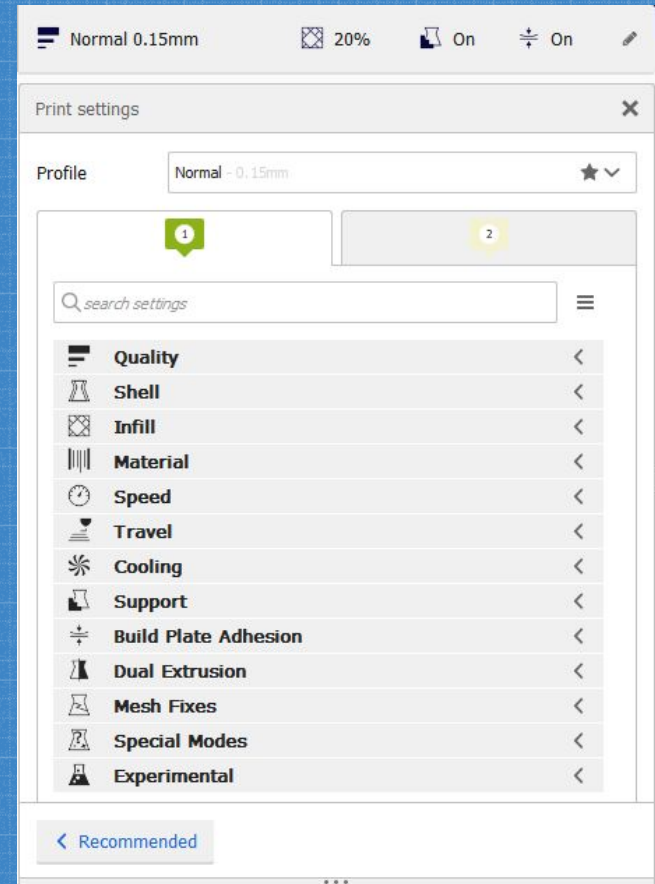 Normal 0.15mm 20% On On
Print settings
Profile Normal - 0.15mm
1 2
search settings
Quality
Shell
Infill
Material
Speed
Travel
Cooling
Support
Build Plate Adhesion
Dual Extrusion
Mesh Fixes
Special Modes
Experimental
Recommended